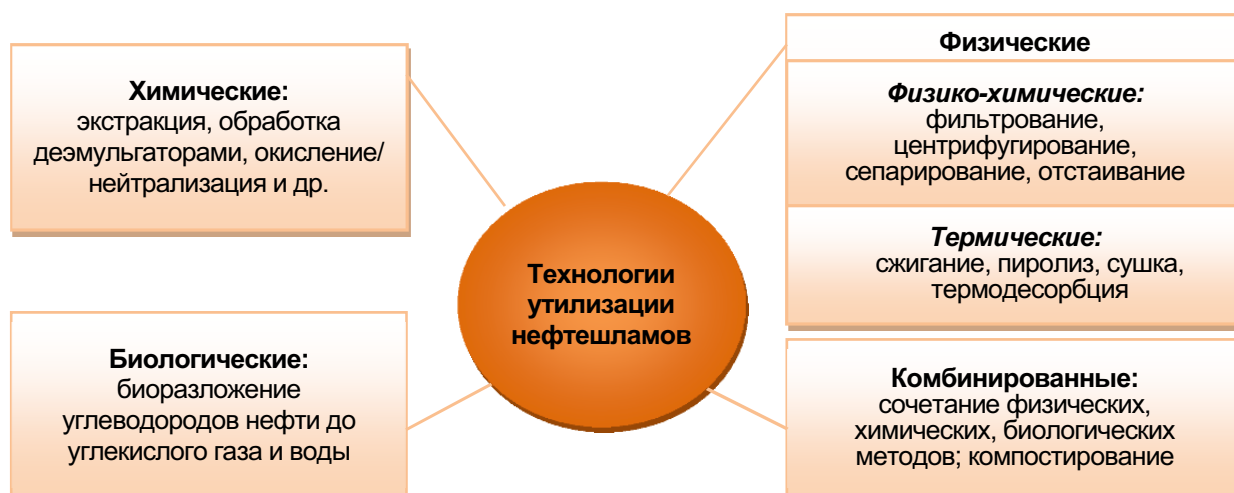 Химические:
экстракция, обработка
деэмульгаторами, окисление/
нейтрализация и др.
Физические
Физико-химические:
фильтрование,
центрифугирование,
сепарирование, отстаивание
Термические:
сжигание, пиролиз, сушка,
термодесорбция
Технологии
утилизации
нефтешламов
Биологические:
биоразложение
углеводородов нефти до
углекислого газа и воды
Комбинированные:
сочетание физических,
химических, биологических
методов; компостирование